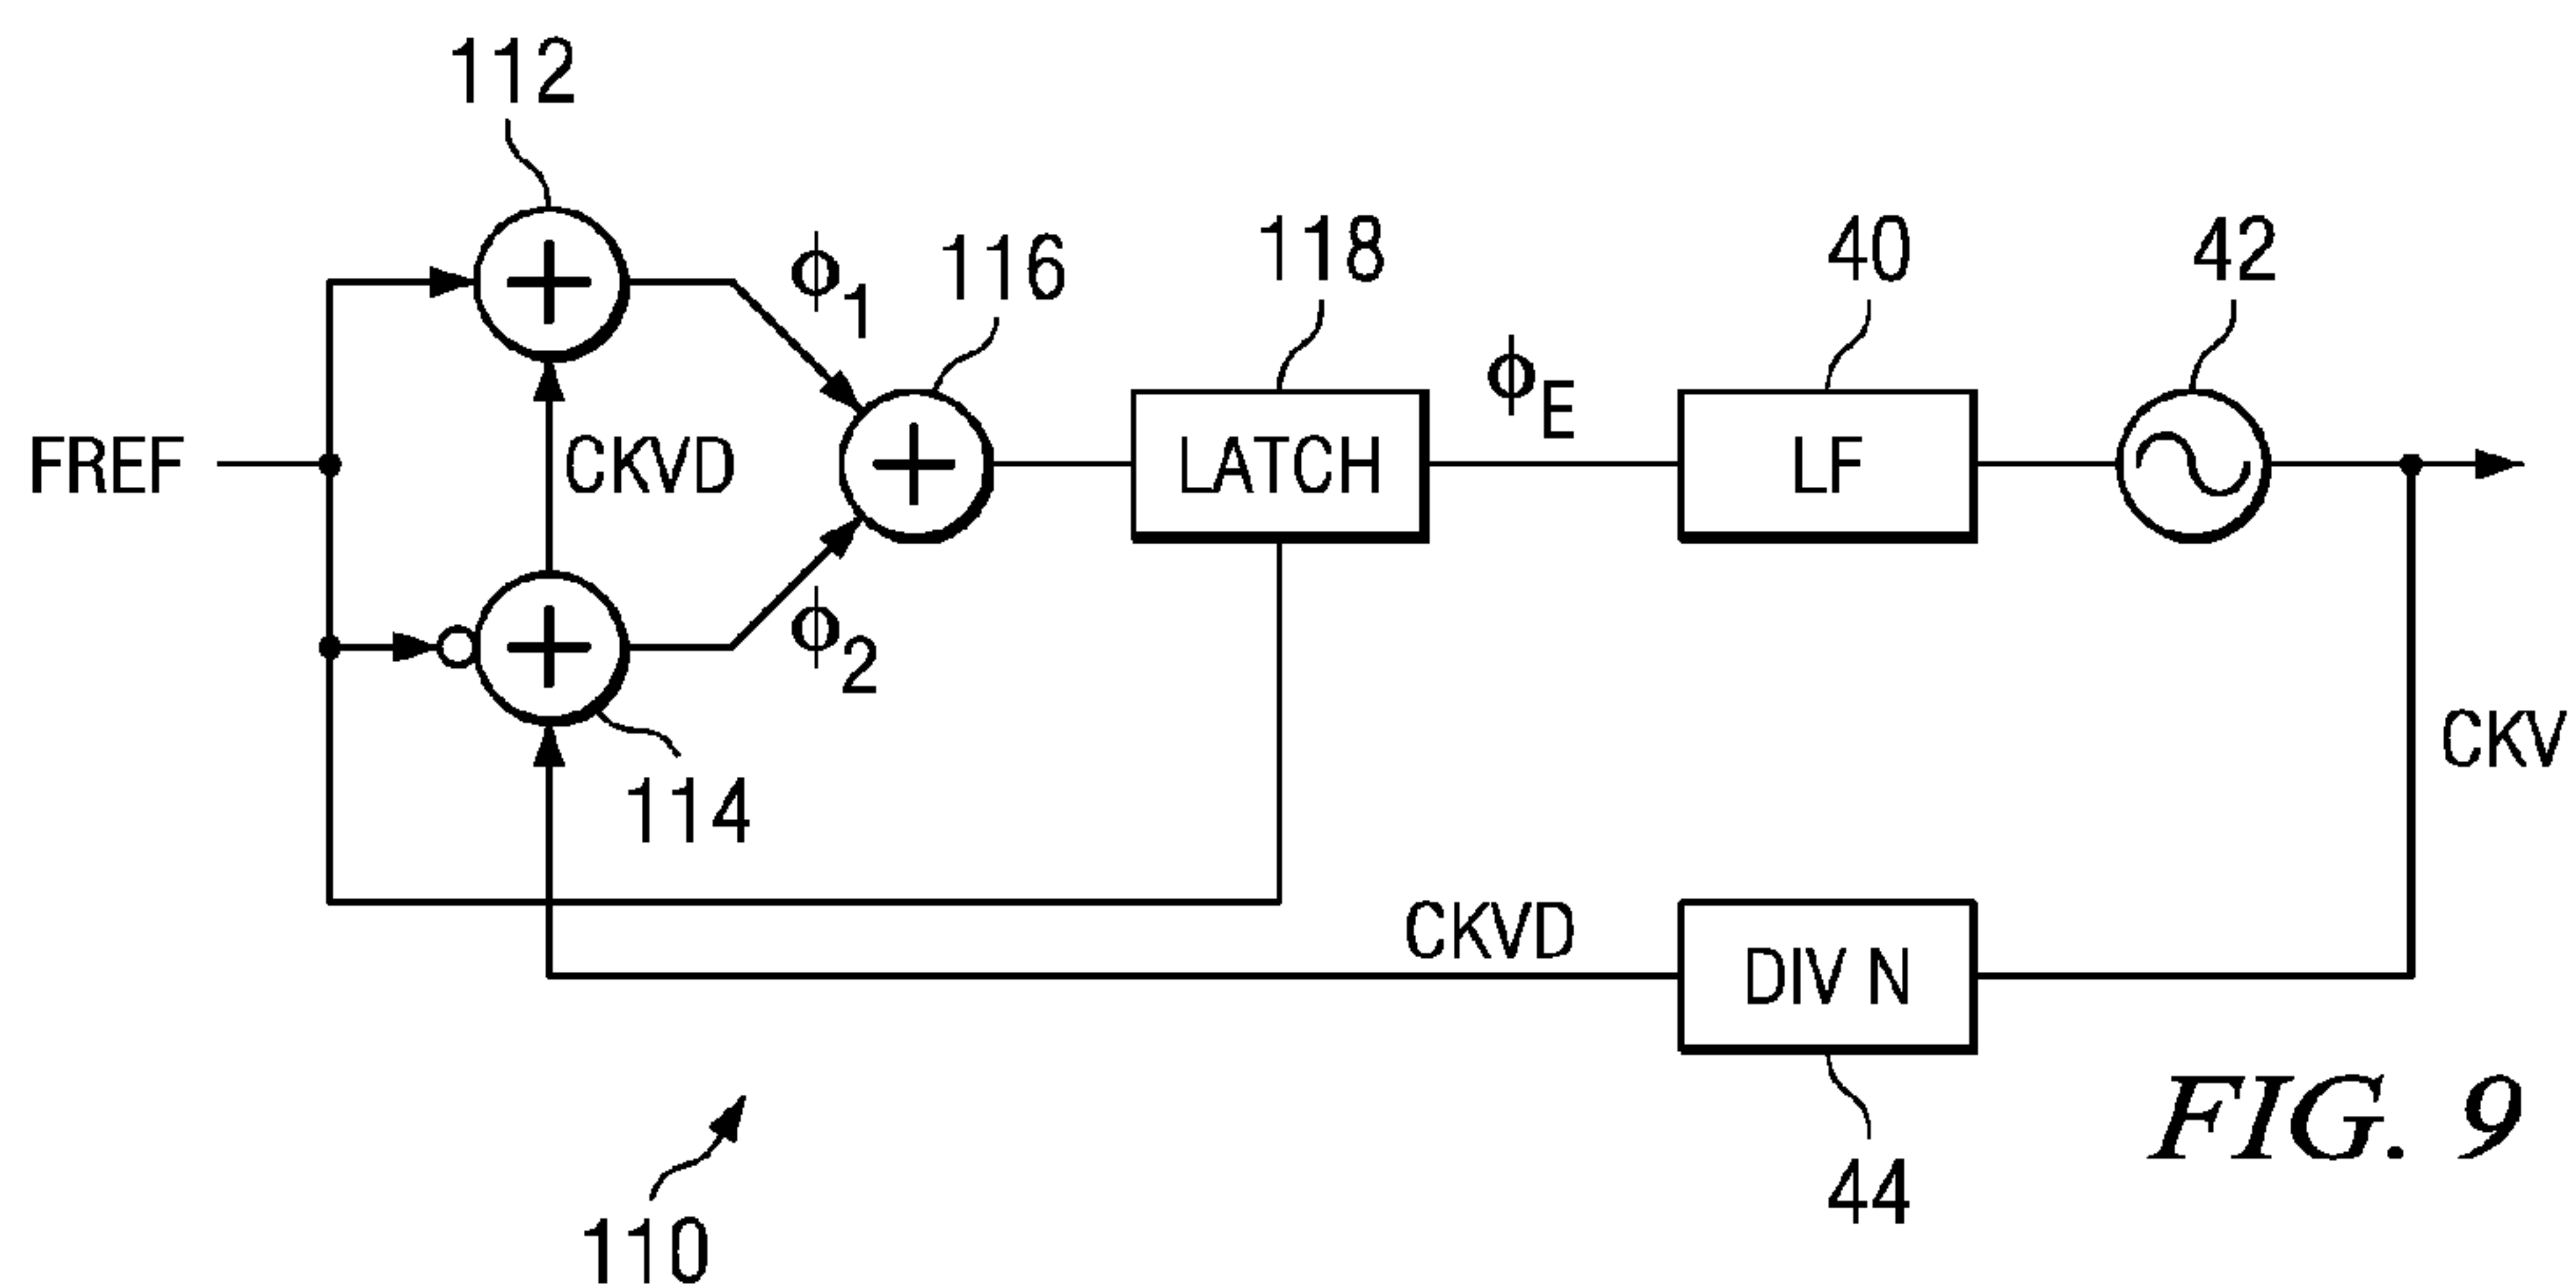 112
ϕ1
116
118
40
42
ϕE
FREF
CKVD
LATCH
LF
ϕ2
114
CKV
CKVD
DIV N
44
110
FIG. 9